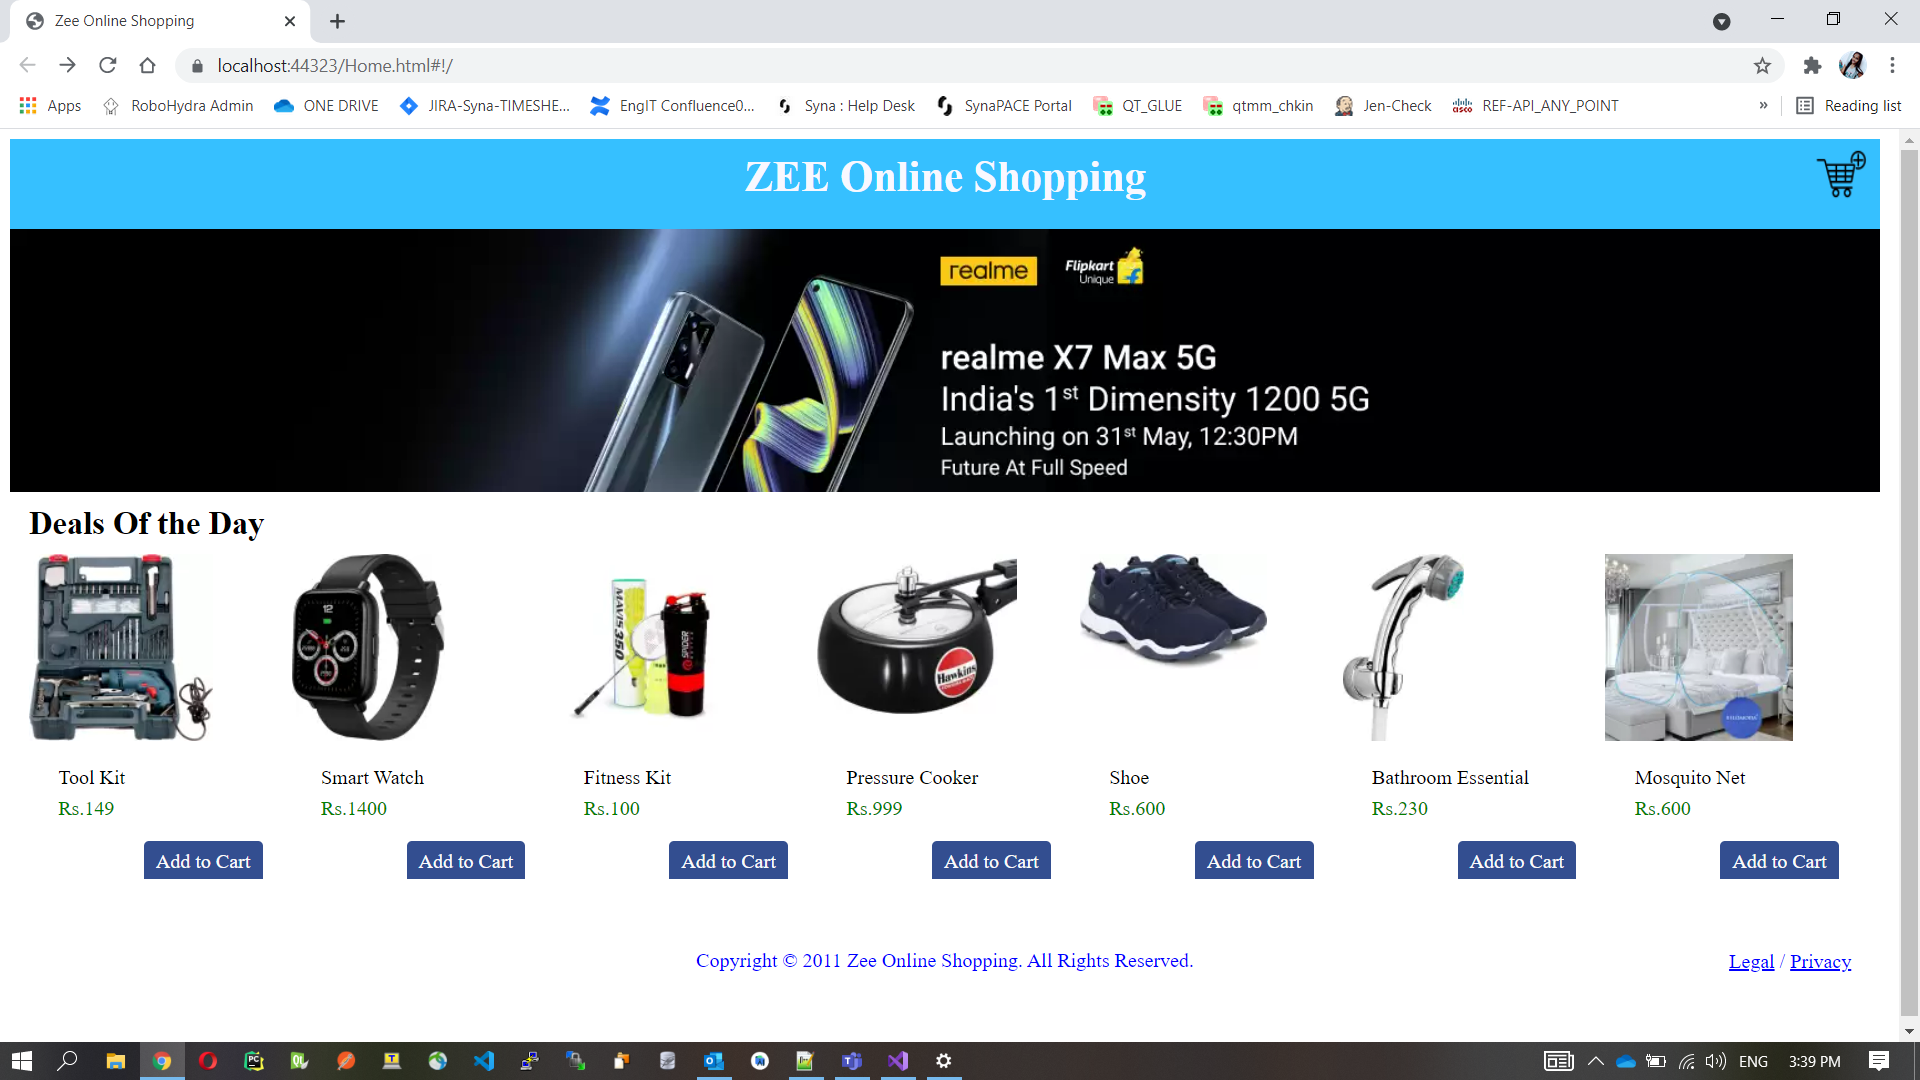 Zee Online Shopping
localhost:44323/Home.html#!/
Apps
RoboHydra Admin
ONE DRIVE
JIRA-Syna-TIMESHE...
EngIT Confluence0...
Syna : Help Desk
SynaPACE Portal
QT_GLUE
qtmm_chkin
Jen-Check
REF-API_ANY_POINT
»
Reading list
ZEE Online Shopping
realme
Flipkart
Unique
realme X7 Max 5G
India's 1st Dimensity 1200 5G
Launching on 31st May, 12:30PM
Future At Full Speed
Deals Of the Day
MAVIS 350
SPIDER
Hawkins
Tool Kit
Smart Watch
Fitness Kit
Pressure Cooker
Shoe
Bathroom Essential
Mosquito Net
Rs.149
Rs.1400
Rs.100
Rs.999
Rs.600
Rs.230
Rs.600
Add to Cart
Add to Cart
Add to Cart
Add to Cart
Add to Cart
Add to Cart
Add to Cart
Copyright © 2011 Zee Online Shopping. All Rights Reserved.
Legal / Privacy
ENG
3:39 PM